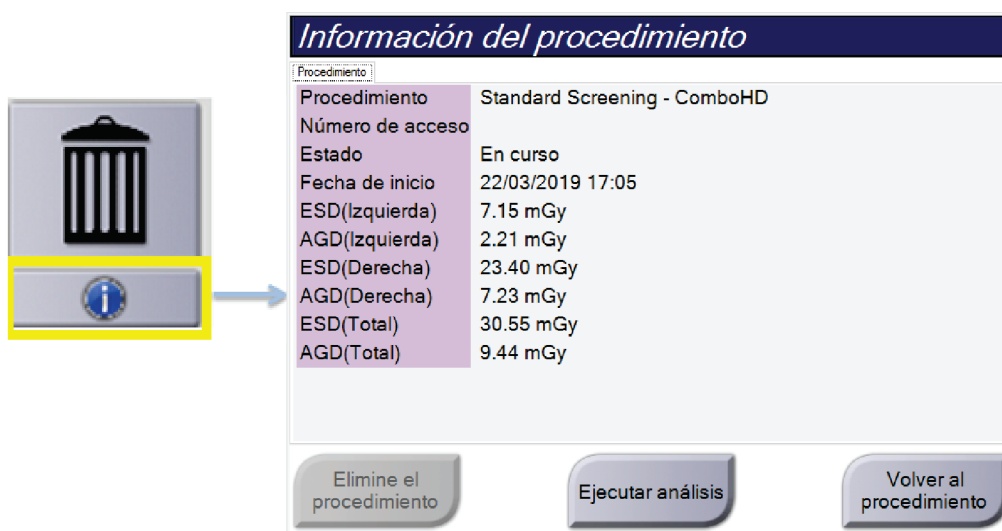 Información del procedimiento
Procedimiento
Procedimiento Standard Screening - ComboHD
Número de acceso
Estado En curso
Fecha de inicio 22/03/2019 17:05
ESD(Izquierda) 7.15 mGy
AGD(Izquierda) 2.21 mGy
ESD(Derecha) 23.40 mGy
AGD(Derecha) 7.23 mGy
ESD(Total) 30.55 mGy
AGD(Total) 9.44 mGy
Elimine el
procedimiento
Ejecutar análisis
Volver al
procedimiento